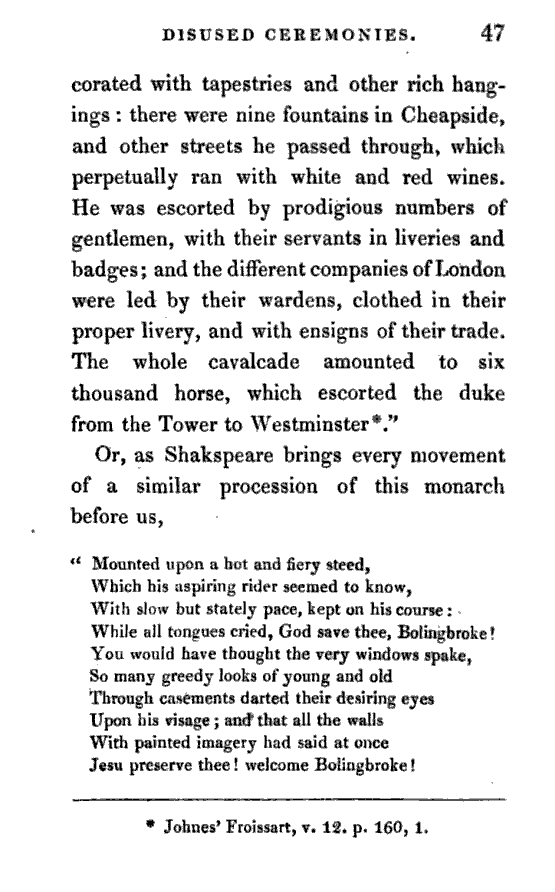 DISUSED CEREMONIES. 47
corated with tapestries and other rich hang-
ings : there were nine fountains in Cheapside,
and other streets he passed through, which
perpetually ran with white and red wines.
He was escorted by prodigious numbers of
gentlemen, with their servants in liveries and
badges; and the different companies of London
were led by their wardens, clothed in their
proper livery, and with ensigns of their trade.
The whole cavalcade amounted to six
thousand horse, which escorted the duke
from the Tower to Westminster*."
Or, as Shakspeare brings every movement
of a similar procession of this monarch
before us,
“ Mounted upon a hot and fiery steed,
Which his aspiring rider seemed to know,
With slow but stately pace, kept on his course :
While all tongues cried, God save thee, Bolingbroke!
You would have thought the very windows spake,
So many greedy looks of young and old
Through casements darted their desiring eyes
Upon his visage ; and that all the walls
With painted imagery had said at once
Jesu preserve thee! welcome Bolingbroke!
* Johnes' Froissart, v. 12. p. 160, 1.